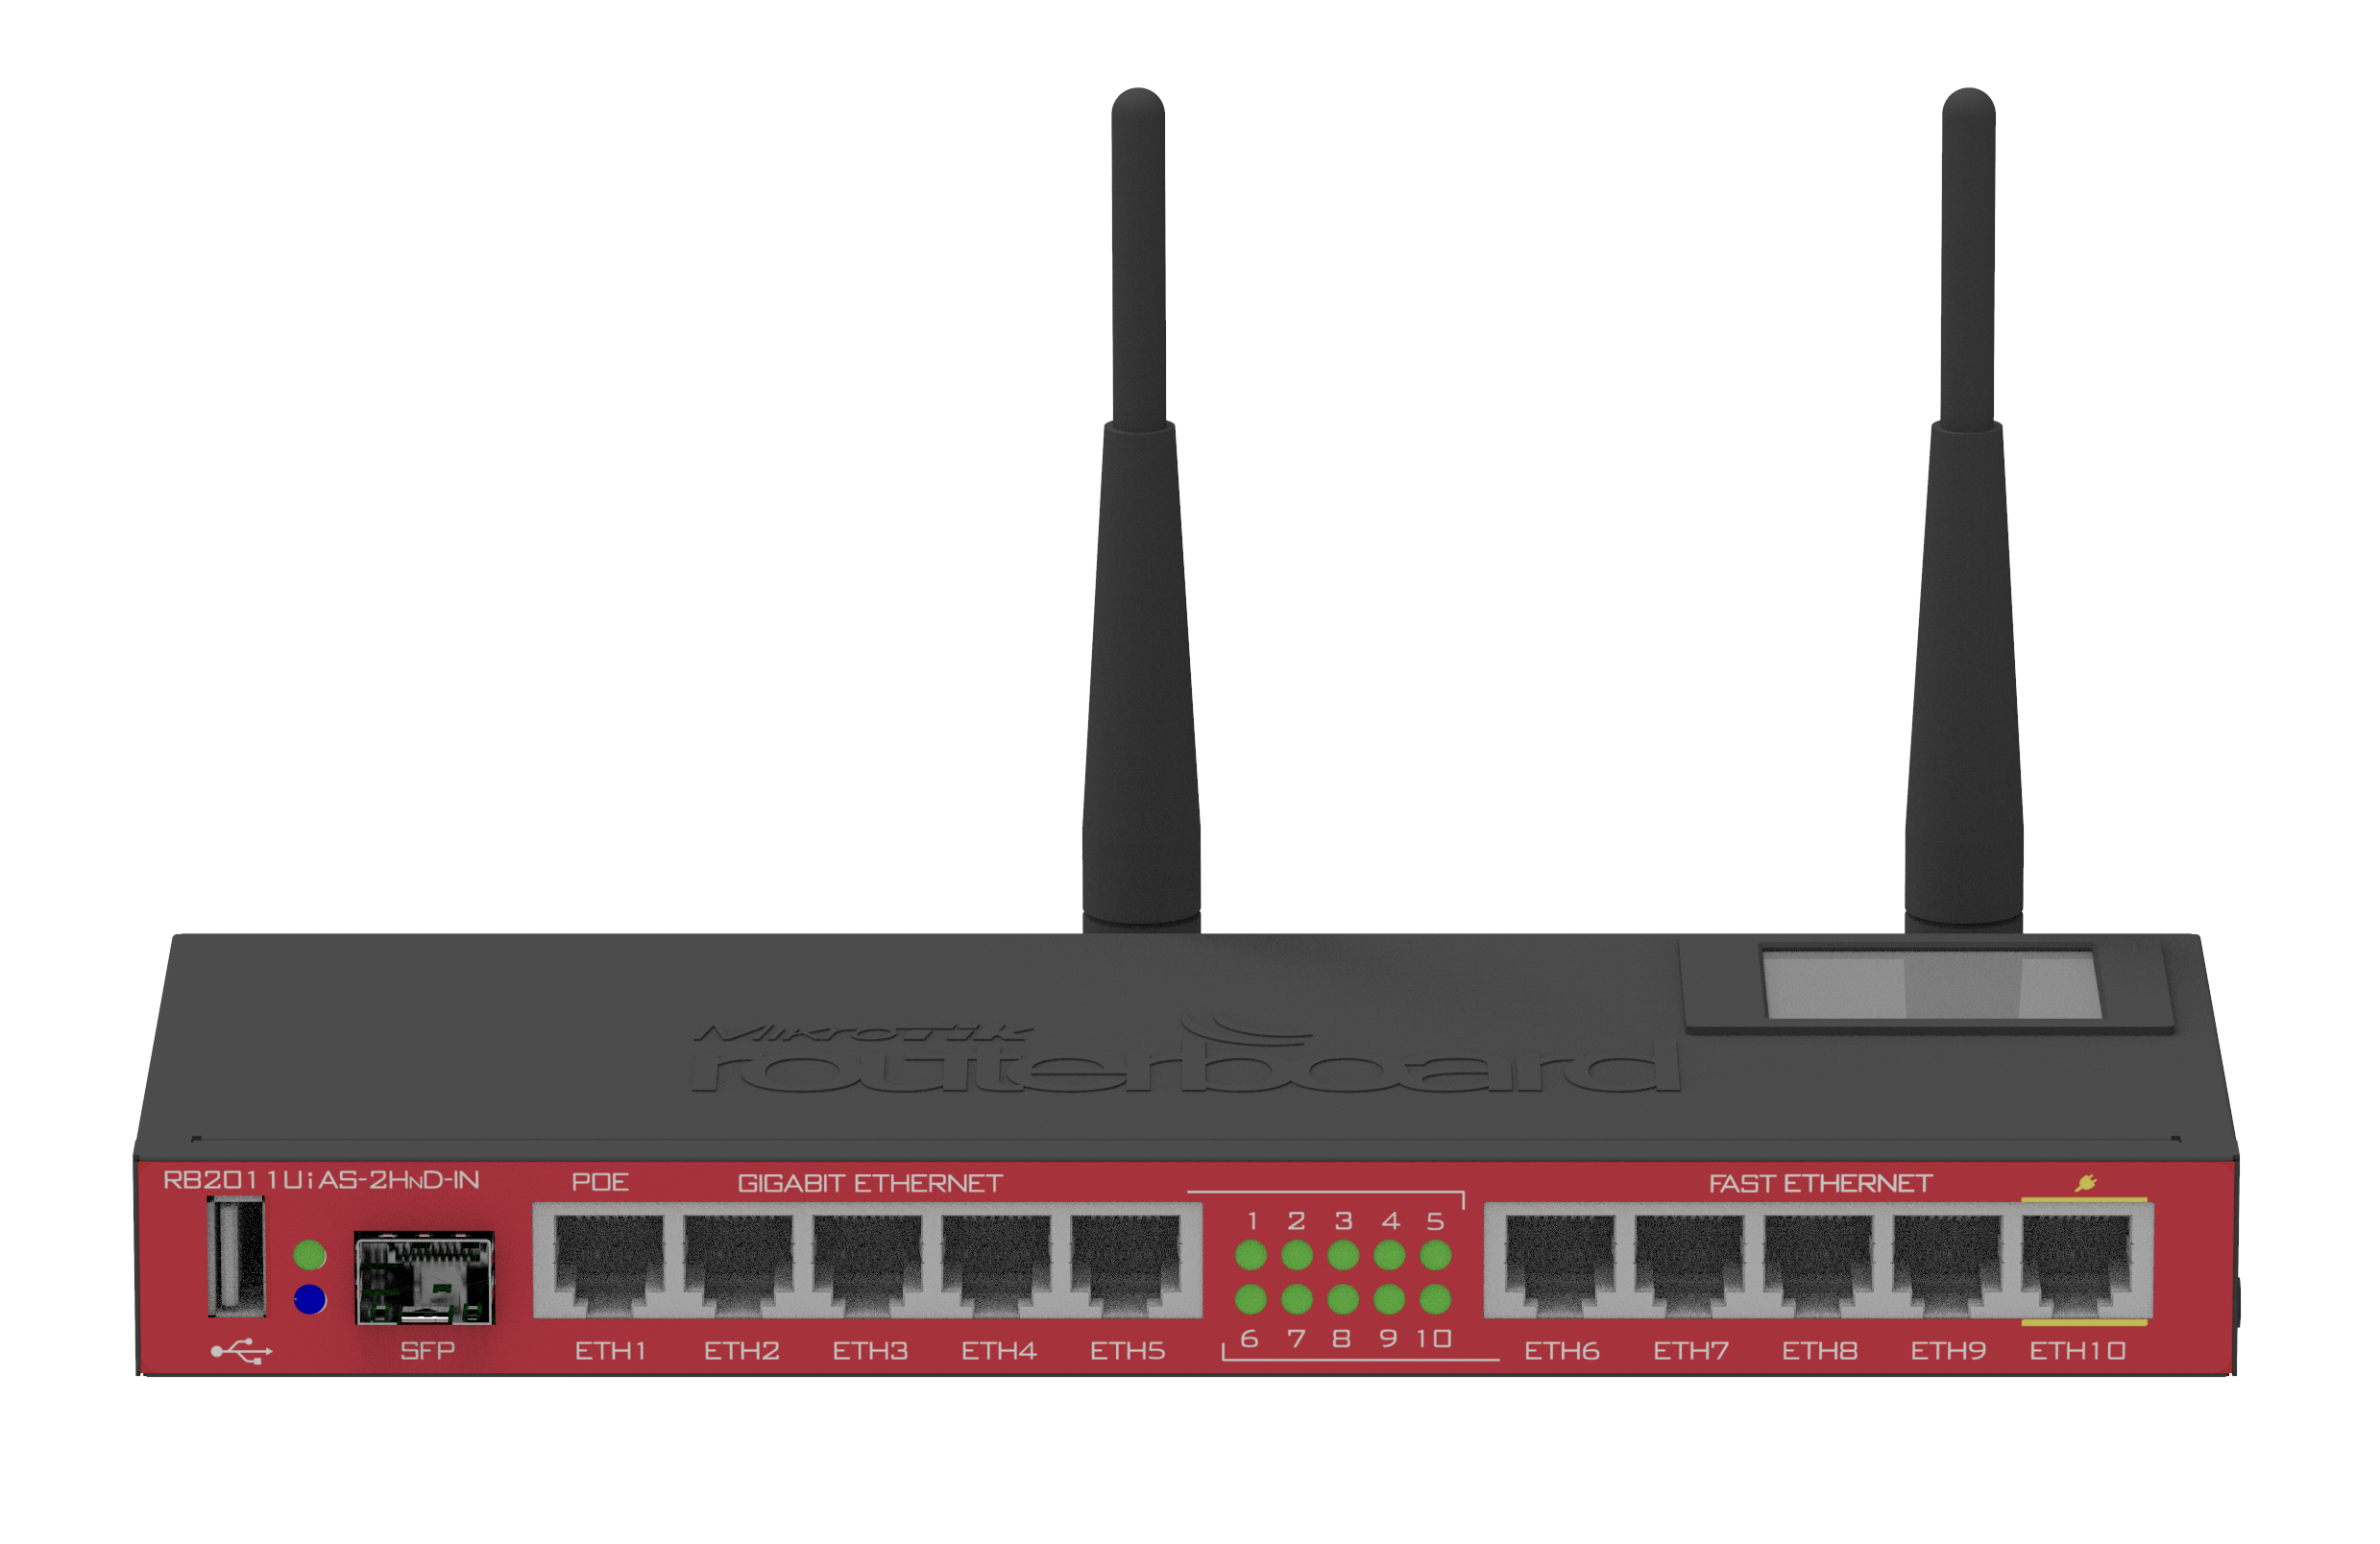 MikroTik
routerboard
RB2011UiAS-2HnD-IN
POE
GIGABIT ETHERNET
FAST ETHERNET
1 2 3 4 5
6 7 8 9 10
SFP
ETH1
ETH2
ETH3
ETH4
ETH5
ETH6
ETH7
ETH8
ETH9
ETH10